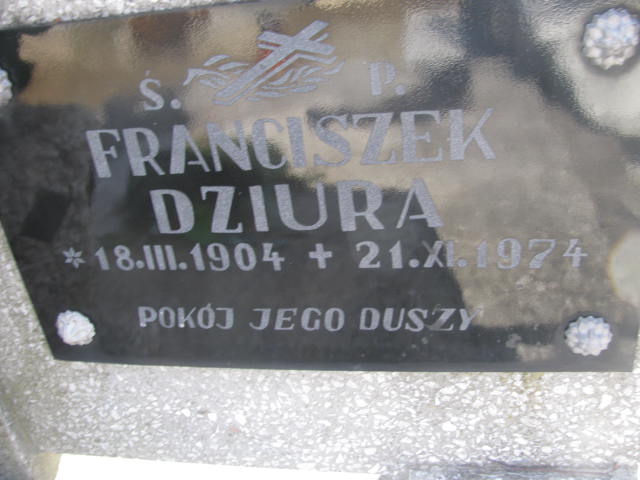 Ś. P.
FRANCISZEK
DZIURA
* 18.III.1904 + 21.XI.1974
POKÓJ JEGO DUSZY